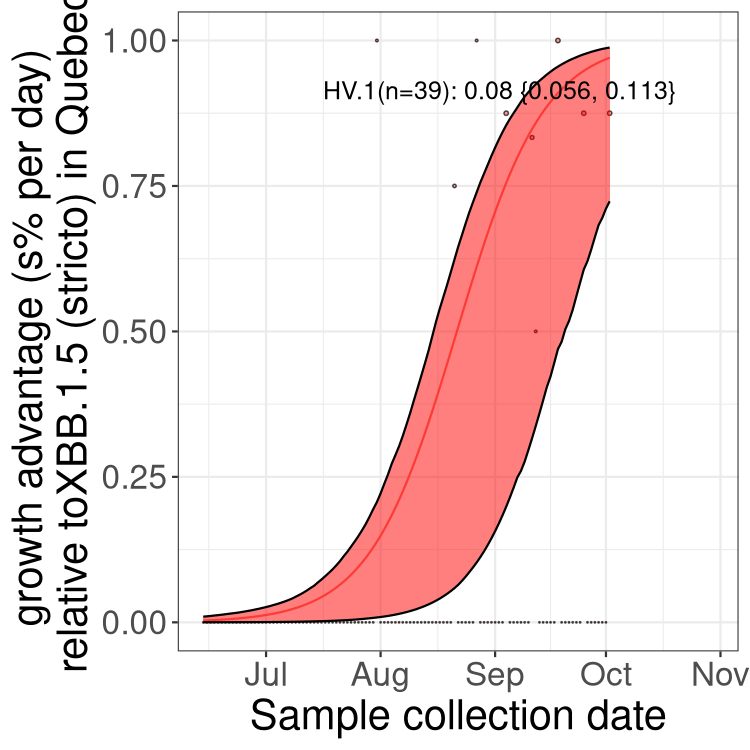 growth advantage (s% per day)
relative toXBB.1.5 (stricto) in Quebec
1.00
HV.1(n=39): 0.08 {0.056, 0.113}
0.75
0.50
0.25
0.00
Jul Aug Sep Oct Nov
Sample collection date